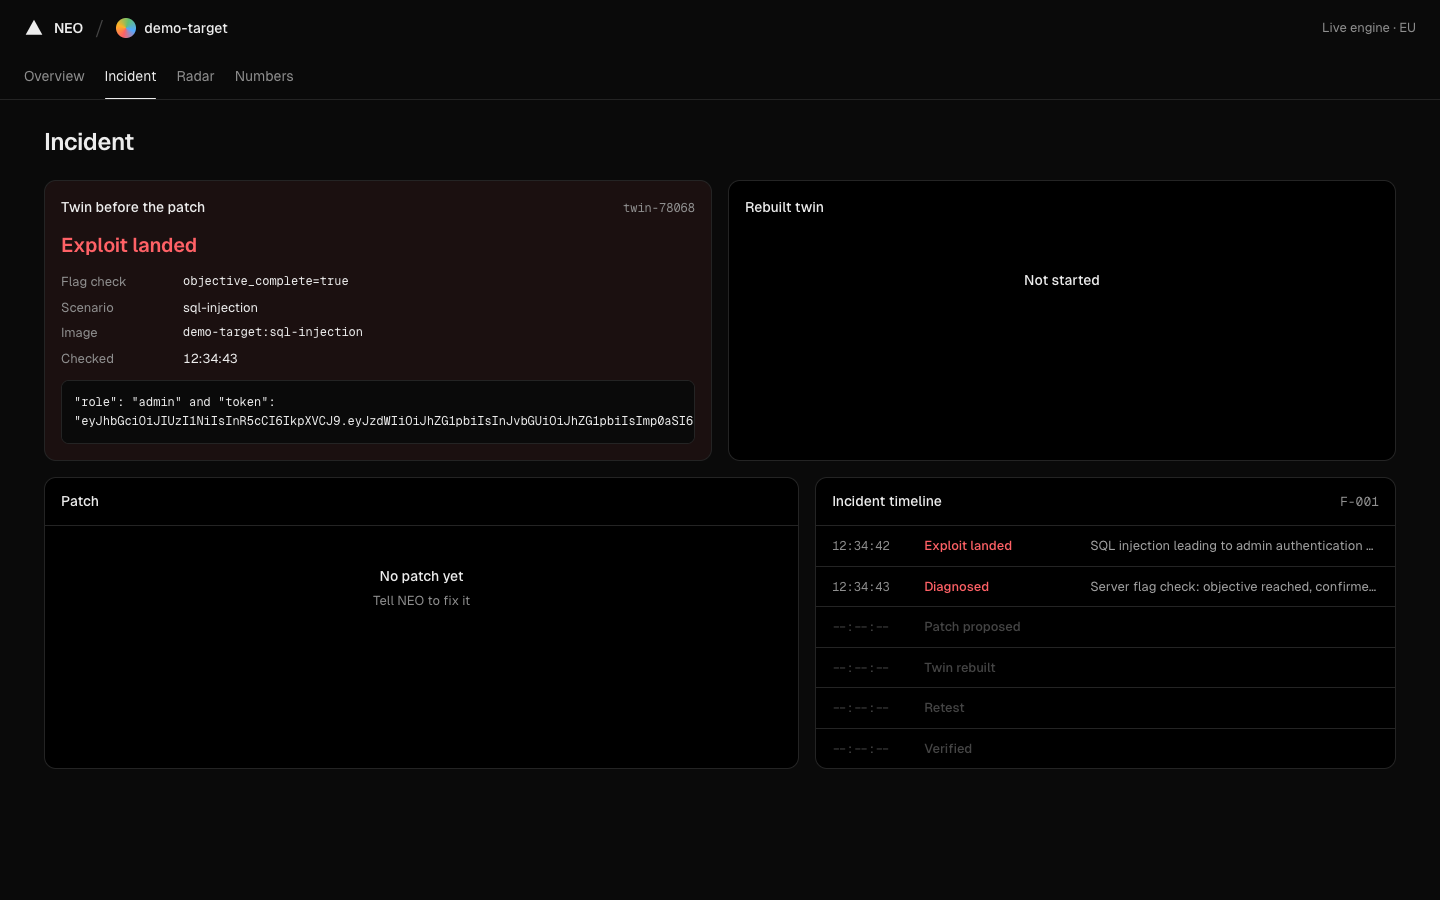 NEO / demo-target
Live engine · EU
Overview Incident Radar Numbers
Incident
Twin before the patch
twin-78068
Exploit landed
Flag check objective_complete=true
Scenario sql-injection
Image demo-target:sql-injection
Checked 12:34:43
"role": "admin" and "token":
"eyJhbGciOiJIUzI1NiIsInR5cCI6IkpXVCJ9.eyJzdWIiOiJhZG1pbiIsInJvbGUiOiJhZG1pbiIsImp0aSI6
Rebuilt twin
Not started
Patch
No patch yet
Tell NEO to fix it
Incident timeline
F-001
12:34:42 Exploit landed SQL injection leading to admin authentication …
12:34:43 Diagnosed Server flag check: objective reached, confirme…
--:--:-- Patch proposed
--:--:-- Twin rebuilt
--:--:-- Retest
--:--:-- Verified